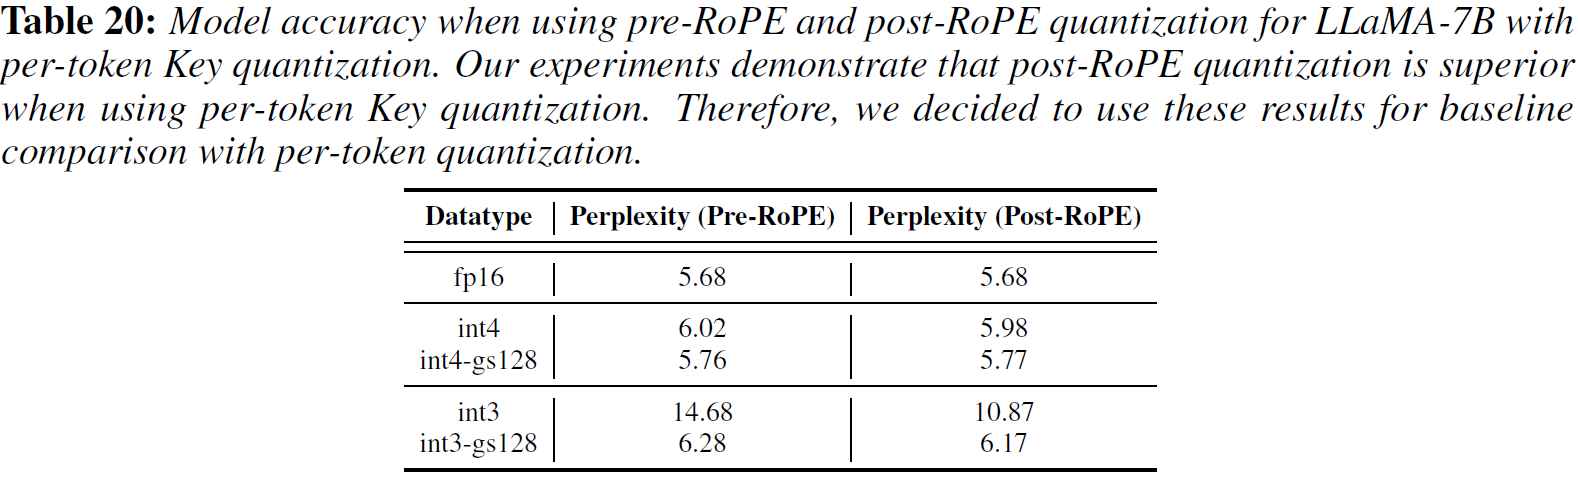 Table 20: Model accuracy when using pre-RoPE and post-RoPE quantization for LLaMA-7B with
per-token Key quantization. Our experiments demonstrate that post-RoPE quantization is superior
when using per-token Key quantization. Therefore, we decided to use these results for baseline
comparison with per-token quantization.
Datatype Perplexity (Pre-RoPE) Perplexity (Post-RoPE)
fp16 5.68 5.68
int4 6.02 5.98
int4-gs128 5.76 5.77
int3 14.68 10.87
int3-gs128 6.28 6.17